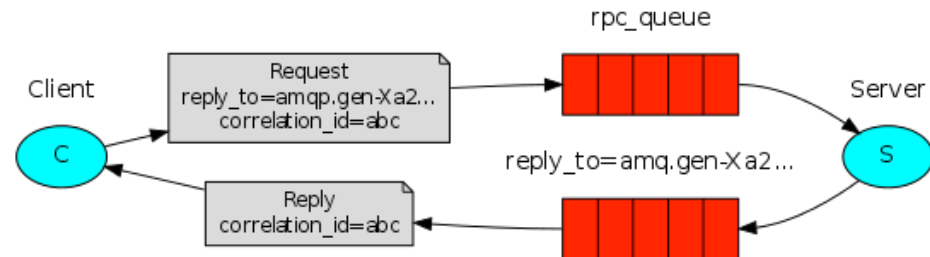 rpc_queue
Client
Request
reply_to=amqp.gen-Xa2...
correlation_id=abc
Server
C
S
reply_to=amq.gen-Xa2...
Reply
correlation_id=abc